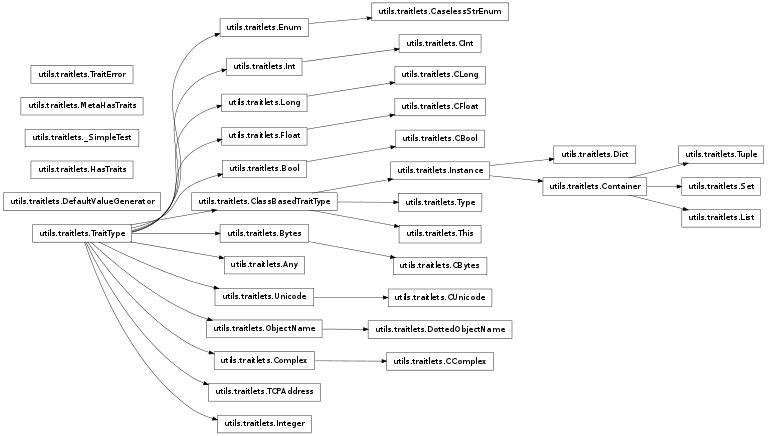 utils.traitlets.CaselessStrEnum
utils.traitlets.Enum
utils.traitlets.CInt
utils.traitlets.Int
utils.traitlets.TraitError
utils.traitlets.CLong
utils.traitlets.Long
utils.traitlets.MetaHasTraits
utils.traitlets.CFloat
utils.traitlets.Float
utils.traitlets._SimpleTest
utils.traitlets.CBool
utils.traitlets.Dict
utils.traitlets.Tuple
utils.traitlets.HasTraits
utils.traitlets.Bool
utils.traitlets.Instance
utils.traitlets.Container
utils.traitlets.Set
utils.traitlets.DefaultValueGenerator
utils.traitlets.ClassBasedTraitType
utils.traitlets.Type
utils.traitlets.List
utils.traitlets.TraitType
utils.traitlets.Bytes
utils.traitlets.This
utils.traitlets.Any
utils.traitlets.CBytes
utils.traitlets.Unicode
utils.traitlets.CUnicode
utils.traitlets.ObjectName
utils.traitlets.DottedObjectName
utils.traitlets.Complex
utils.traitlets.CComplex
utils.traitlets.TCPAddress
utils.traitlets.Integer